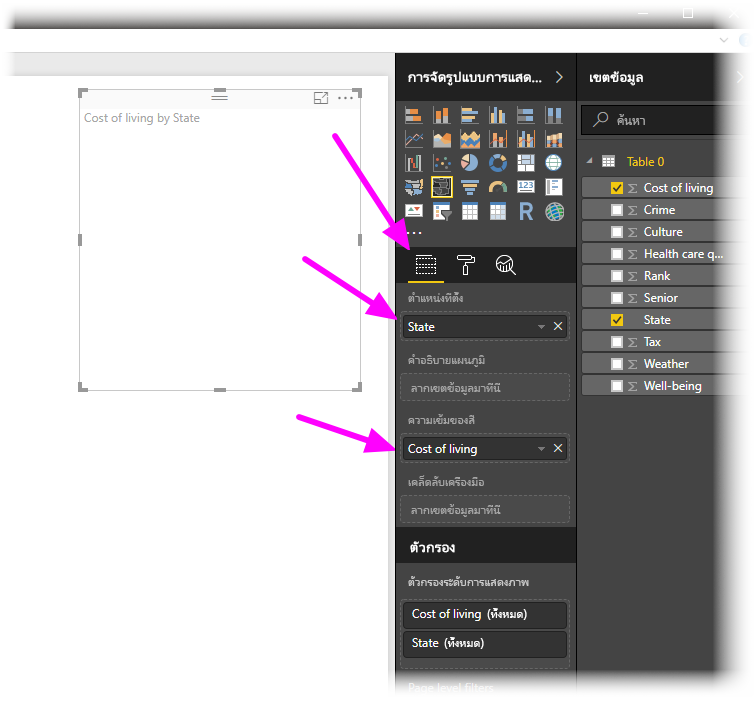 การจัดรูปแบบการแสด...
เขตข้อมูล
Cost of living by State
ค้นหา
Table 0
Cost of living
Crime
Culture
Health care q...
Rank
Senior
State
Tax
Weather
Well-being
123
R
...
ตำแหน่งที่ตั้ง
State
คำอธิบายแผนภูมิ
ลากเขตข้อมูลมาที่นี่
ความเข้มของสี
Cost of living
เคล็ดลับเครื่องมือ
ลากเขตข้อมูลมาที่นี่
ตัวกรอง
ตัวกรองระดับการแสดงภาพ
Cost of living (ทั้งหมด)
State (ทั้งหมด)
Page level filters